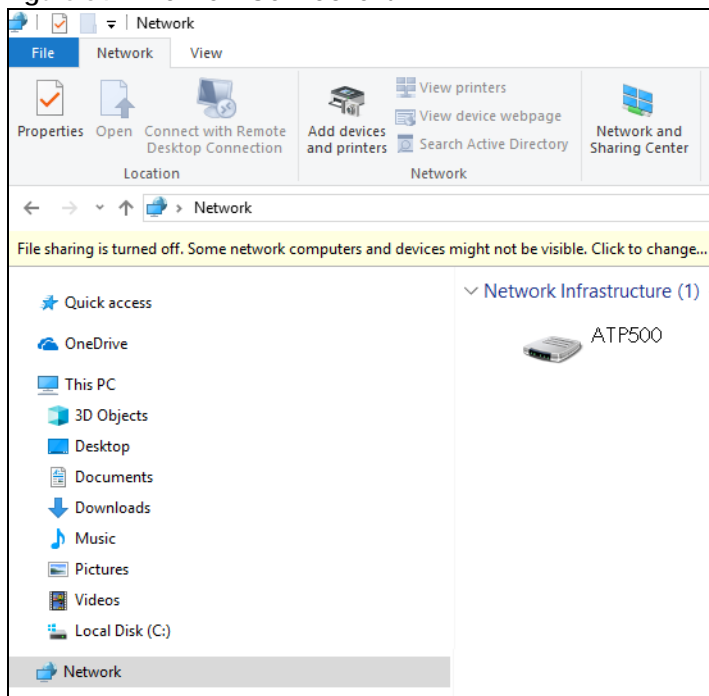 Network
File Network View
Properties Open Connect with Remote Desktop Connection
Add devices and printers
View printers
View device webpage
Search Active Directory
Network and Sharing Center
Location Network
Network
File sharing is turned off. Some network computers and devices might not be visible. Click to change...
Quick access
OneDrive
This PC
3D Objects
Desktop
Documents
Downloads
Music
Pictures
Videos
Local Disk (C:)
Network
Network Infrastructure (1)
ATP500